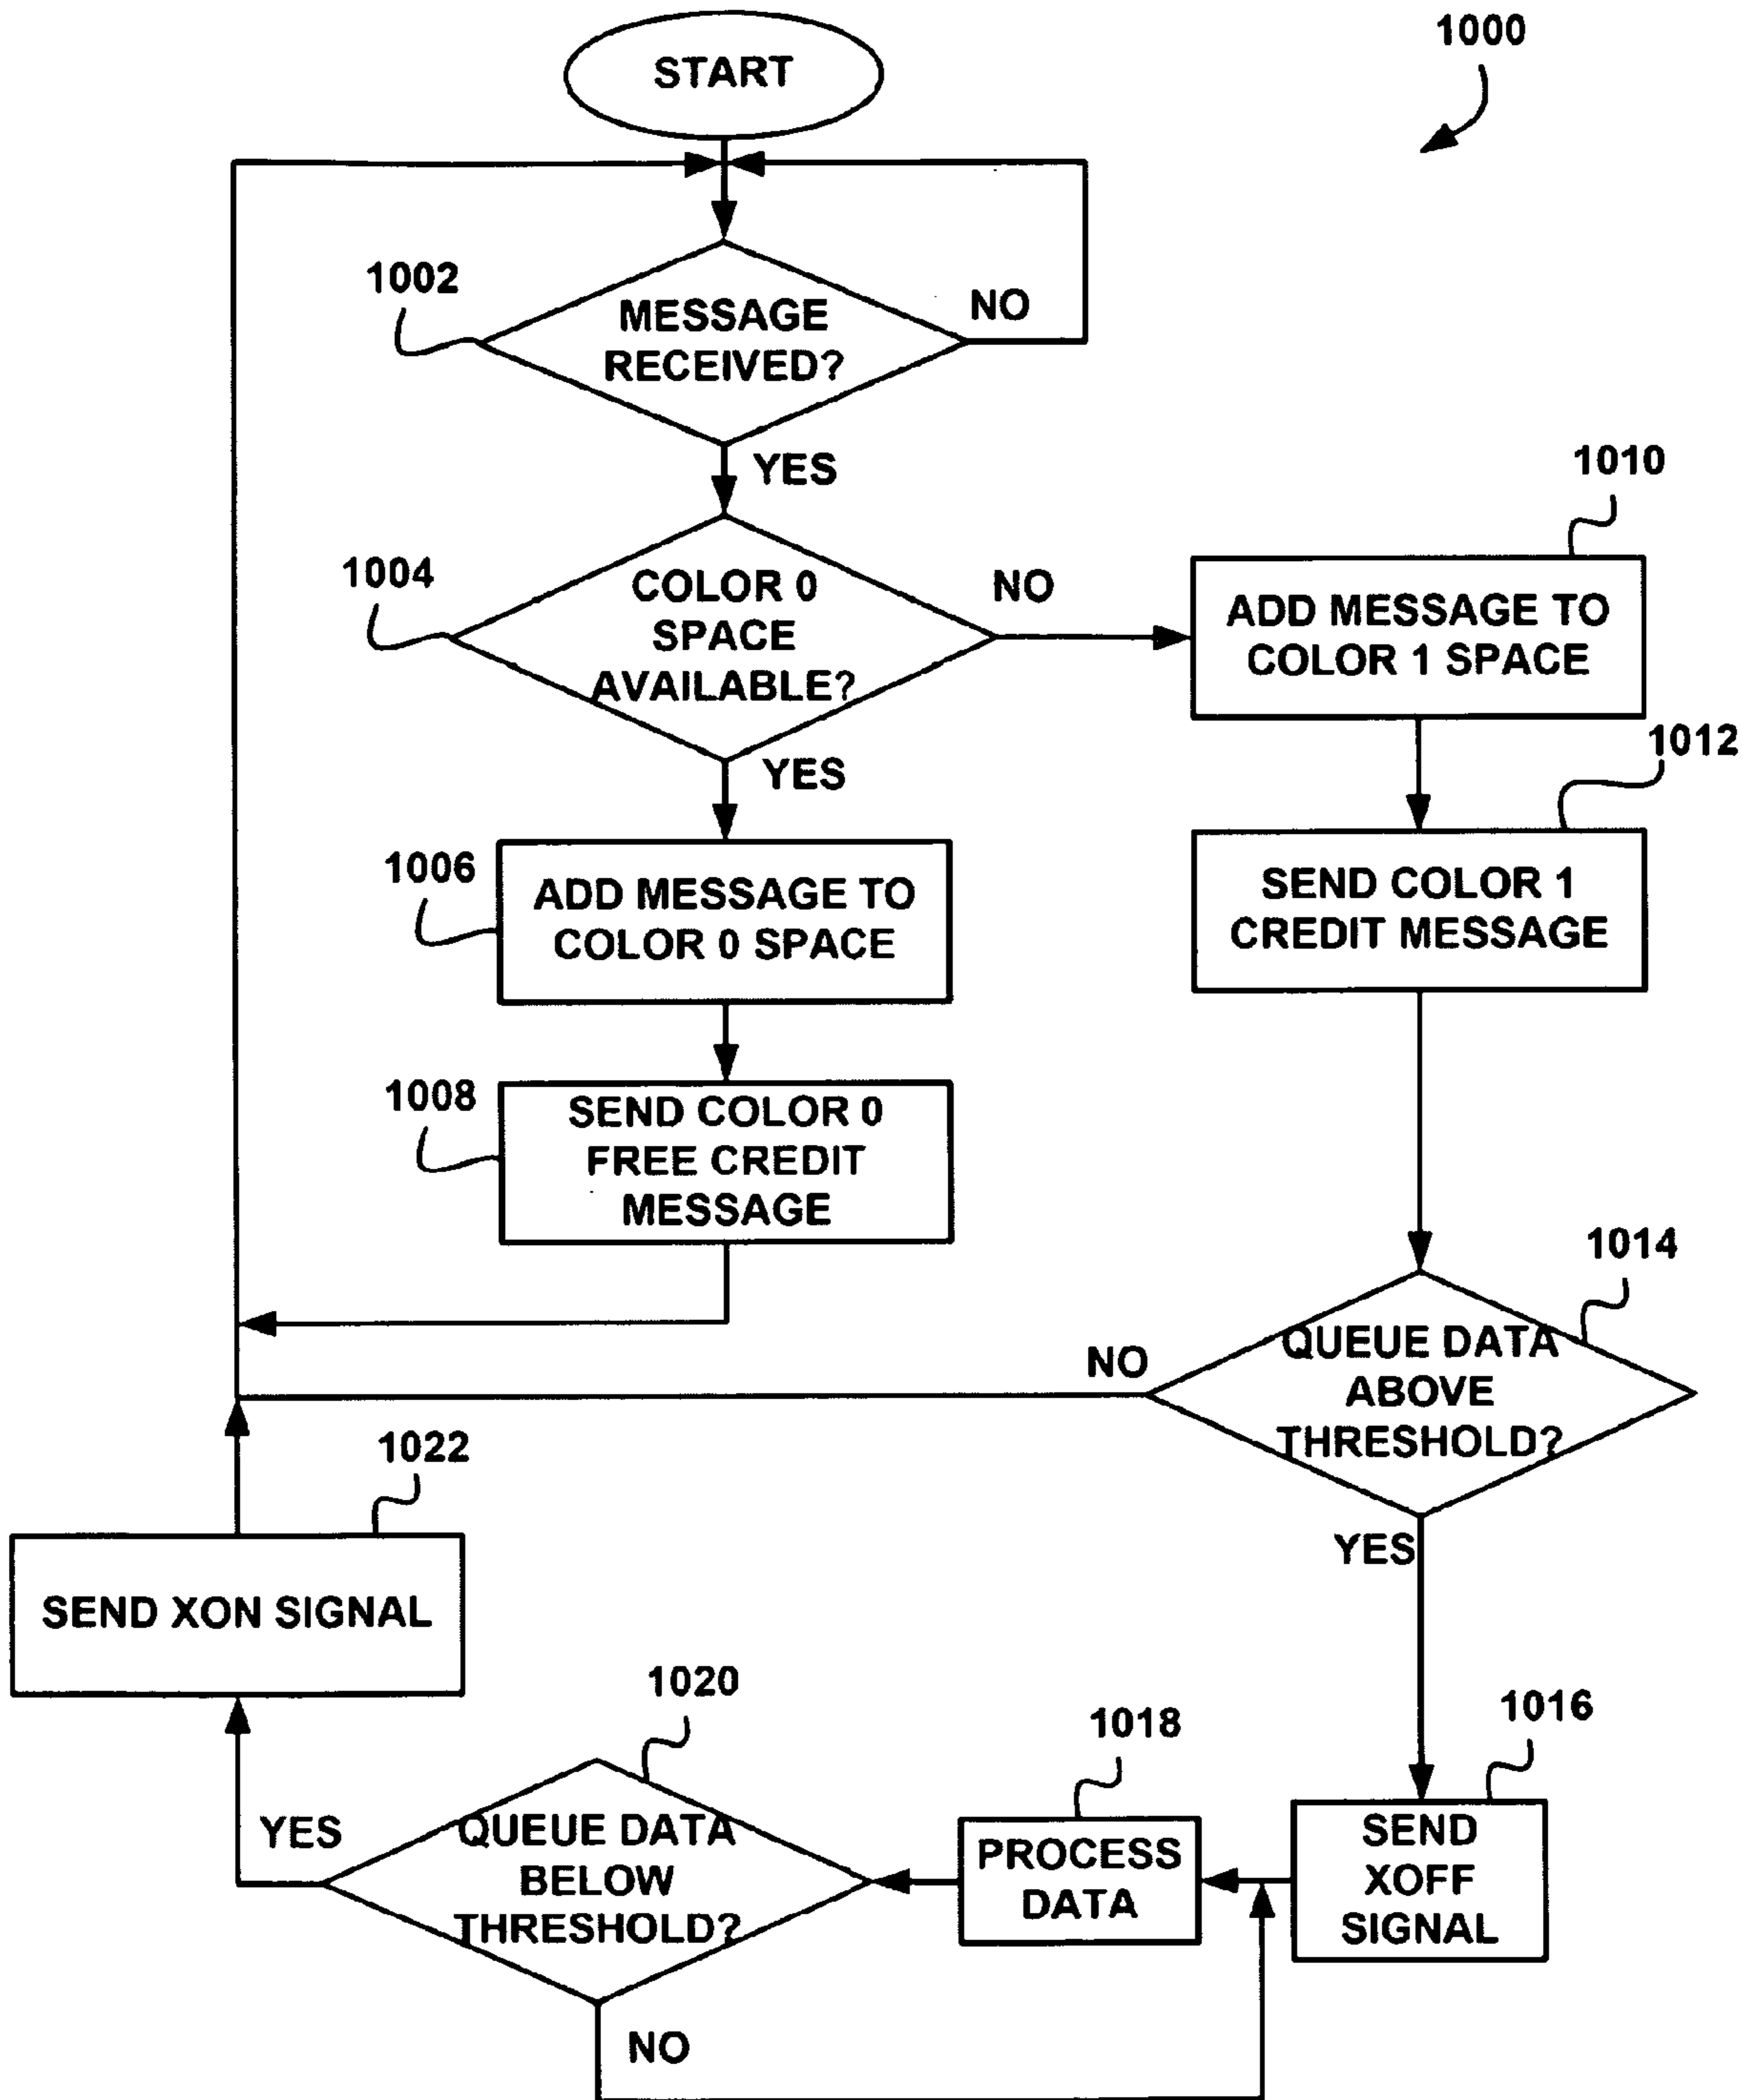 1000
START
1002
MESSAGE
RECEIVED?
NO
YES
1004
COLOR 0
SPACE
AVAILABLE?
NO
YES
1010
ADD MESSAGE TO
COLOR 1 SPACE
1012
SEND COLOR 1
CREDIT MESSAGE
1006
ADD MESSAGE TO
COLOR 0 SPACE
1008
SEND COLOR 0
FREE CREDIT
MESSAGE
1014
QUEUE DATA
ABOVE
THRESHOLD?
NO
YES
1022
SEND XON SIGNAL
1020
QUEUE DATA
BELOW
THRESHOLD?
YES
NO
1018
PROCESS
DATA
1016
SEND
XOFF
SIGNAL